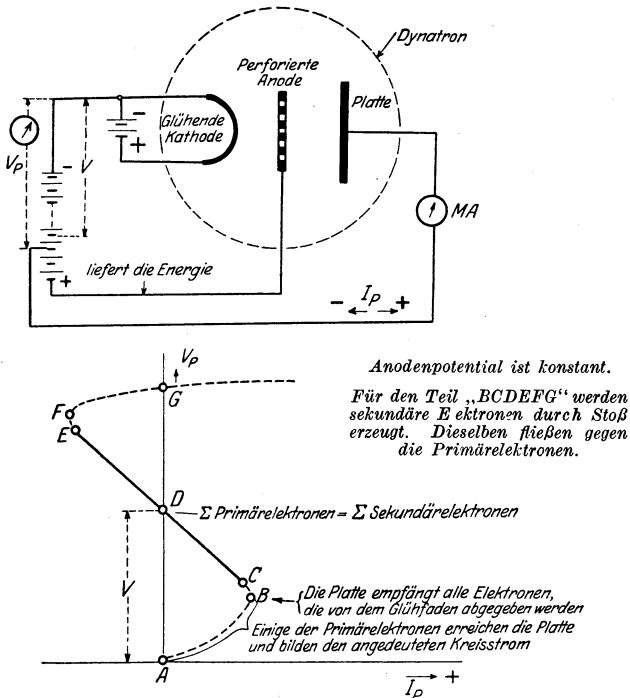 Dynatron
Perforierte
Anode
Platte
Glühende
Kathode
-
+
V_P
V
-
+
MA
liefert die Energie
- I_P +
V_P
Anodenpotential ist konstant.
Für den Teil „BCDEFG“ werden
sekundäre E ektronen durch Stoß
erzeugt. Dieselben fließen gegen
die Primärelektronen.
G
F
E
D
Σ Primärelektronen = Σ Sekundärelektronen
V
C
B
Die Platte empfängt alle Elektronen,
die von dem Glühfaden abgegeben werden
Einige der Primärelektronen erreichen die Platte
und bilden den angedeuteten Kreisstrom
A
I_P +